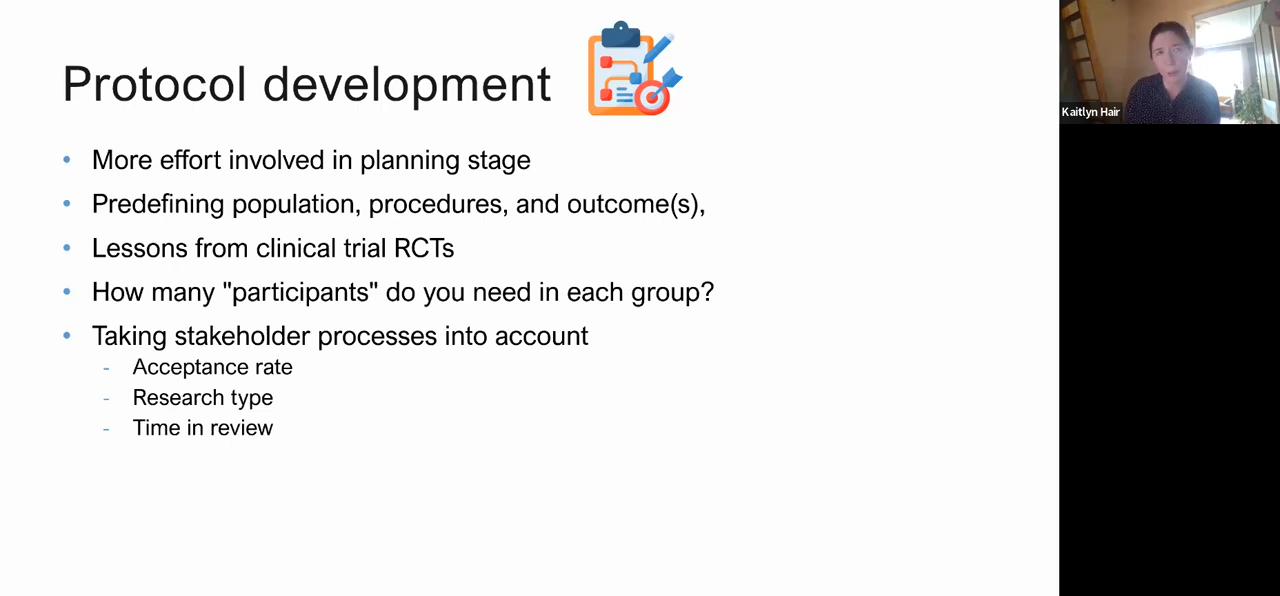 Protocol development
• More effort involved in planning stage
• Predefining population, procedures, and outcome(s),
• Lessons from clinical trial RCTs
• How many "participants" do you need in each group?
• Taking stakeholder processes into account
- Acceptance rate
- Research type
- Time in review
Kaitlyn Hair